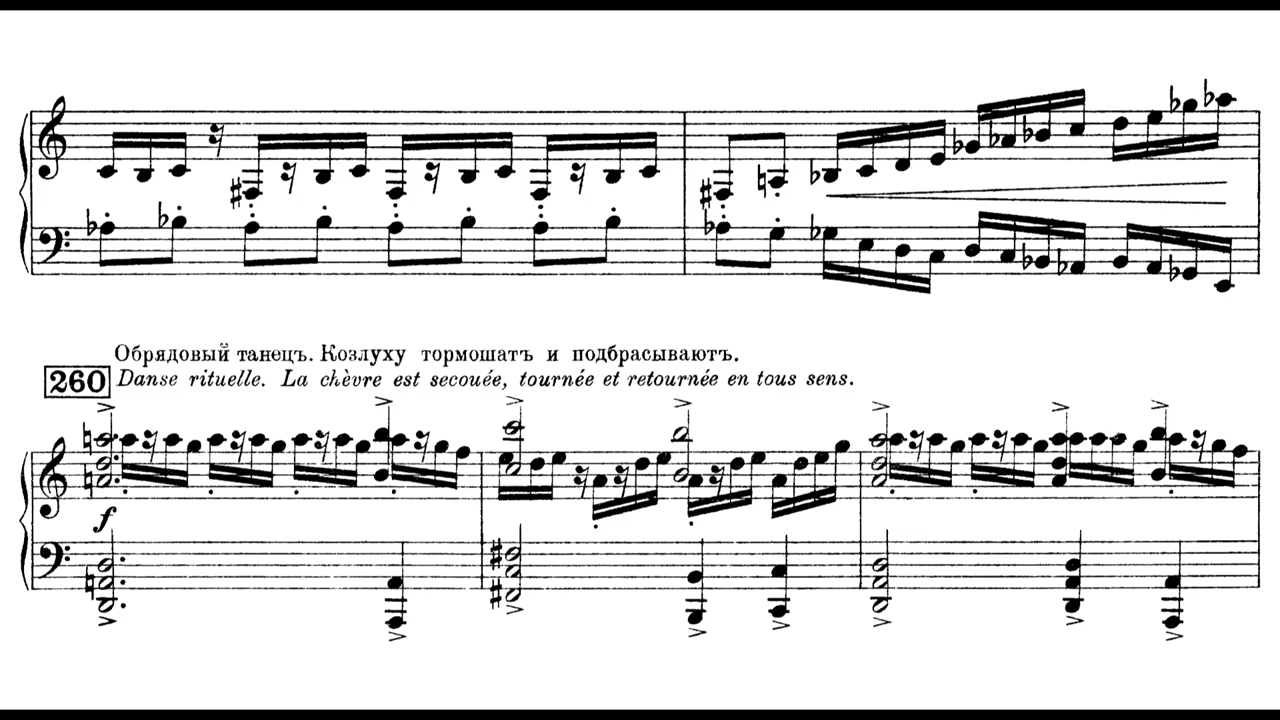 Обрядовый танецъ. Козлуху тормошатъ и подбрасываютъ.
260 Danse rituelle. La chèvre est secouée, tournée et retournée en tous sens.
f